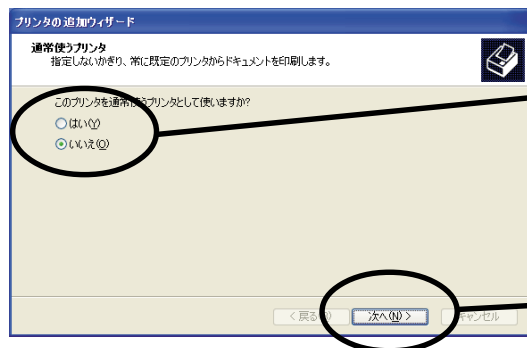 プリンタの追加ウィザード
通常使うプリンタ
指定しないかぎり、常に既定のプリンタからドキュメントを印刷します。
このプリンタを通常使うプリンタとして使いますか?
はい(Y)
いいえ(O)
< 戻る(B)
次へ(N) >
キャンセル